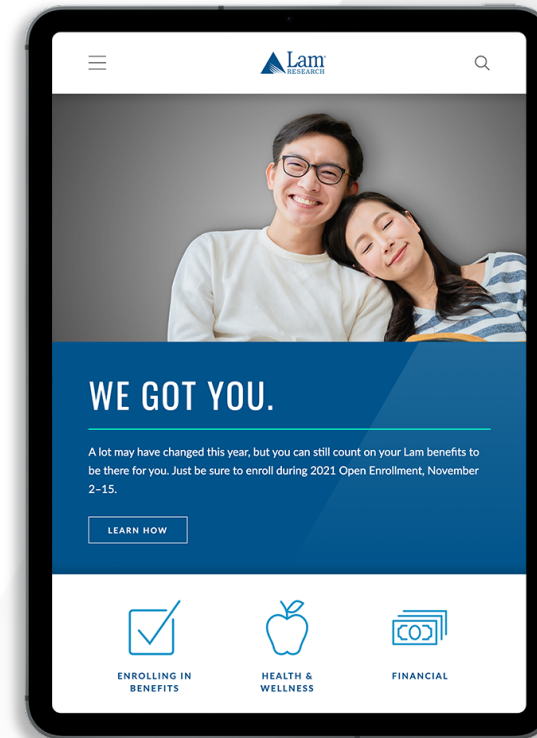 Lam
RESEARCH
WE GOT YOU.
A lot may have changed this year, but you can still count on your Lam benefits to
be there for you. Just be sure to enroll during 2021 Open Enrollment, November
2–15.
LEARN HOW
ENROLLING IN
BENEFITS
HEALTH &
WELLNESS
FINANCIAL